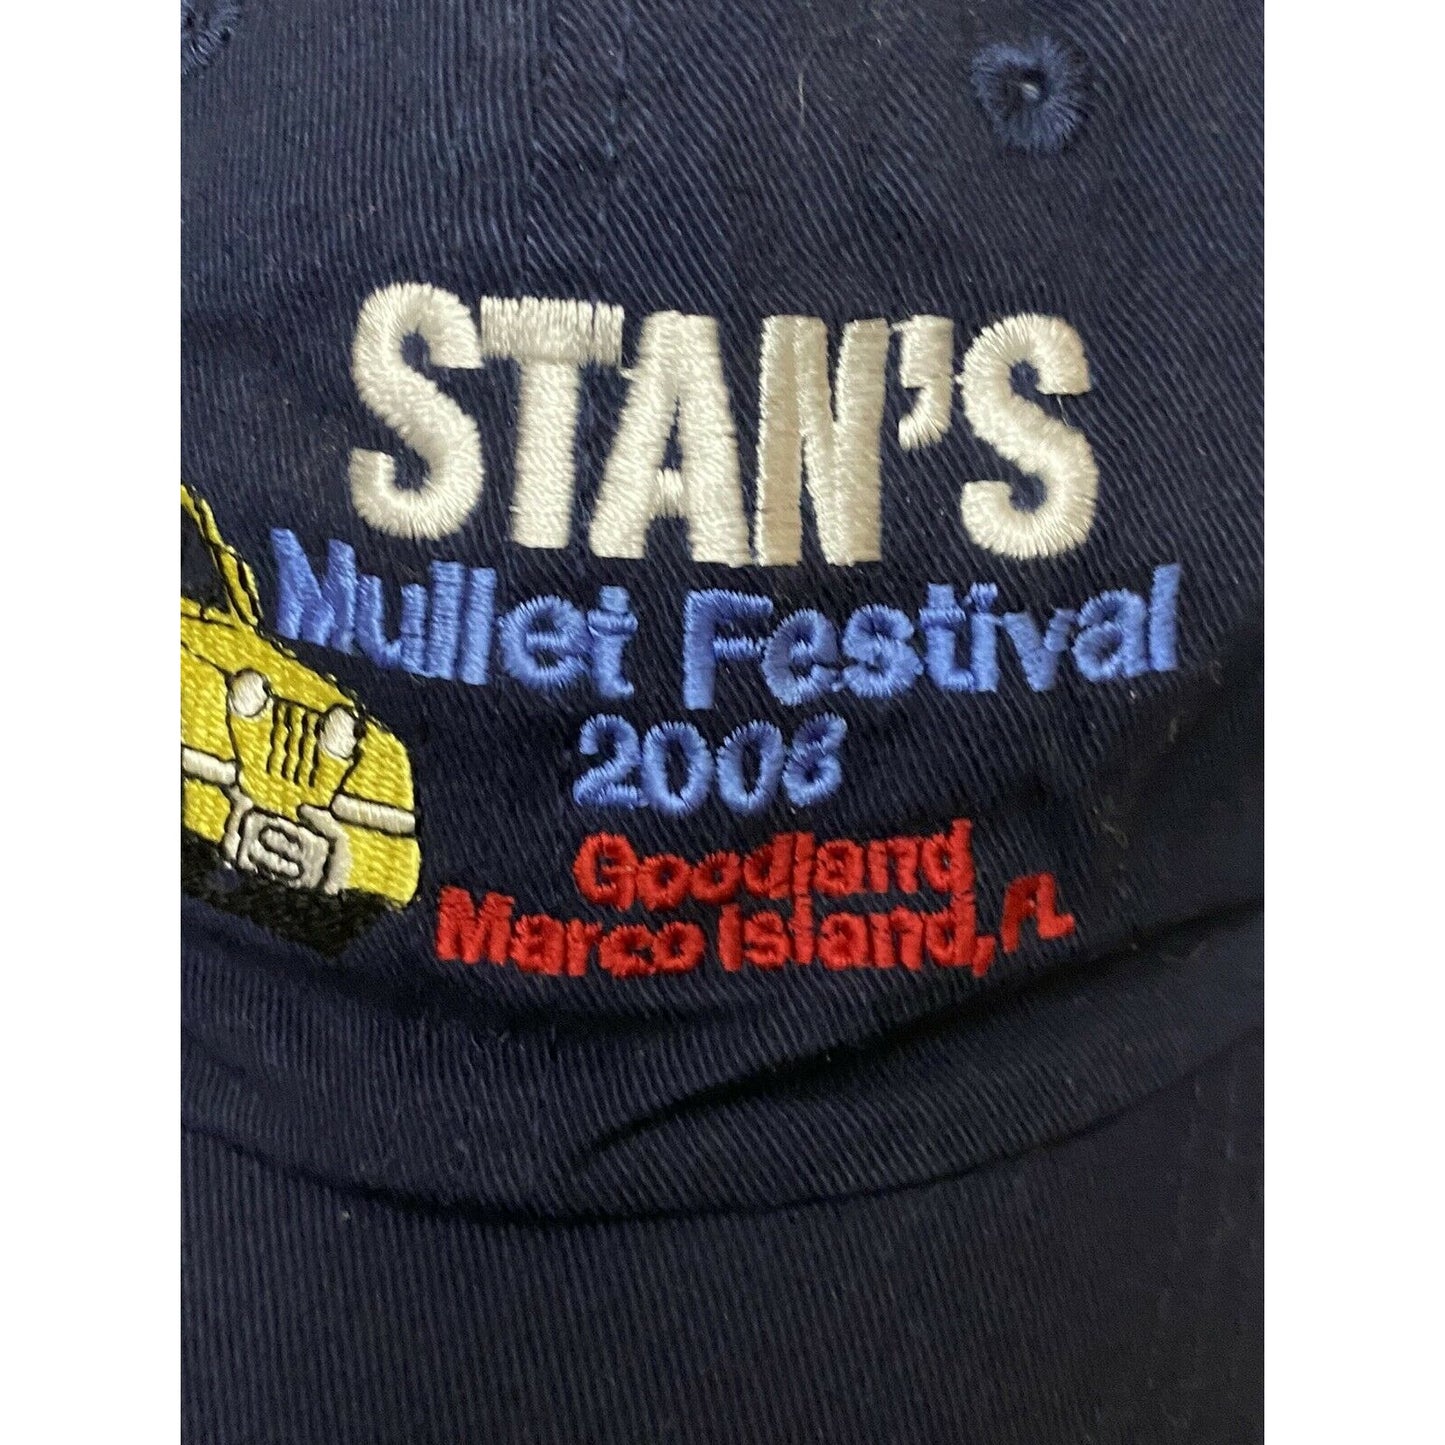 STAN'S
Mullet Festival
2008
Goodland
Marco Island, FL
S